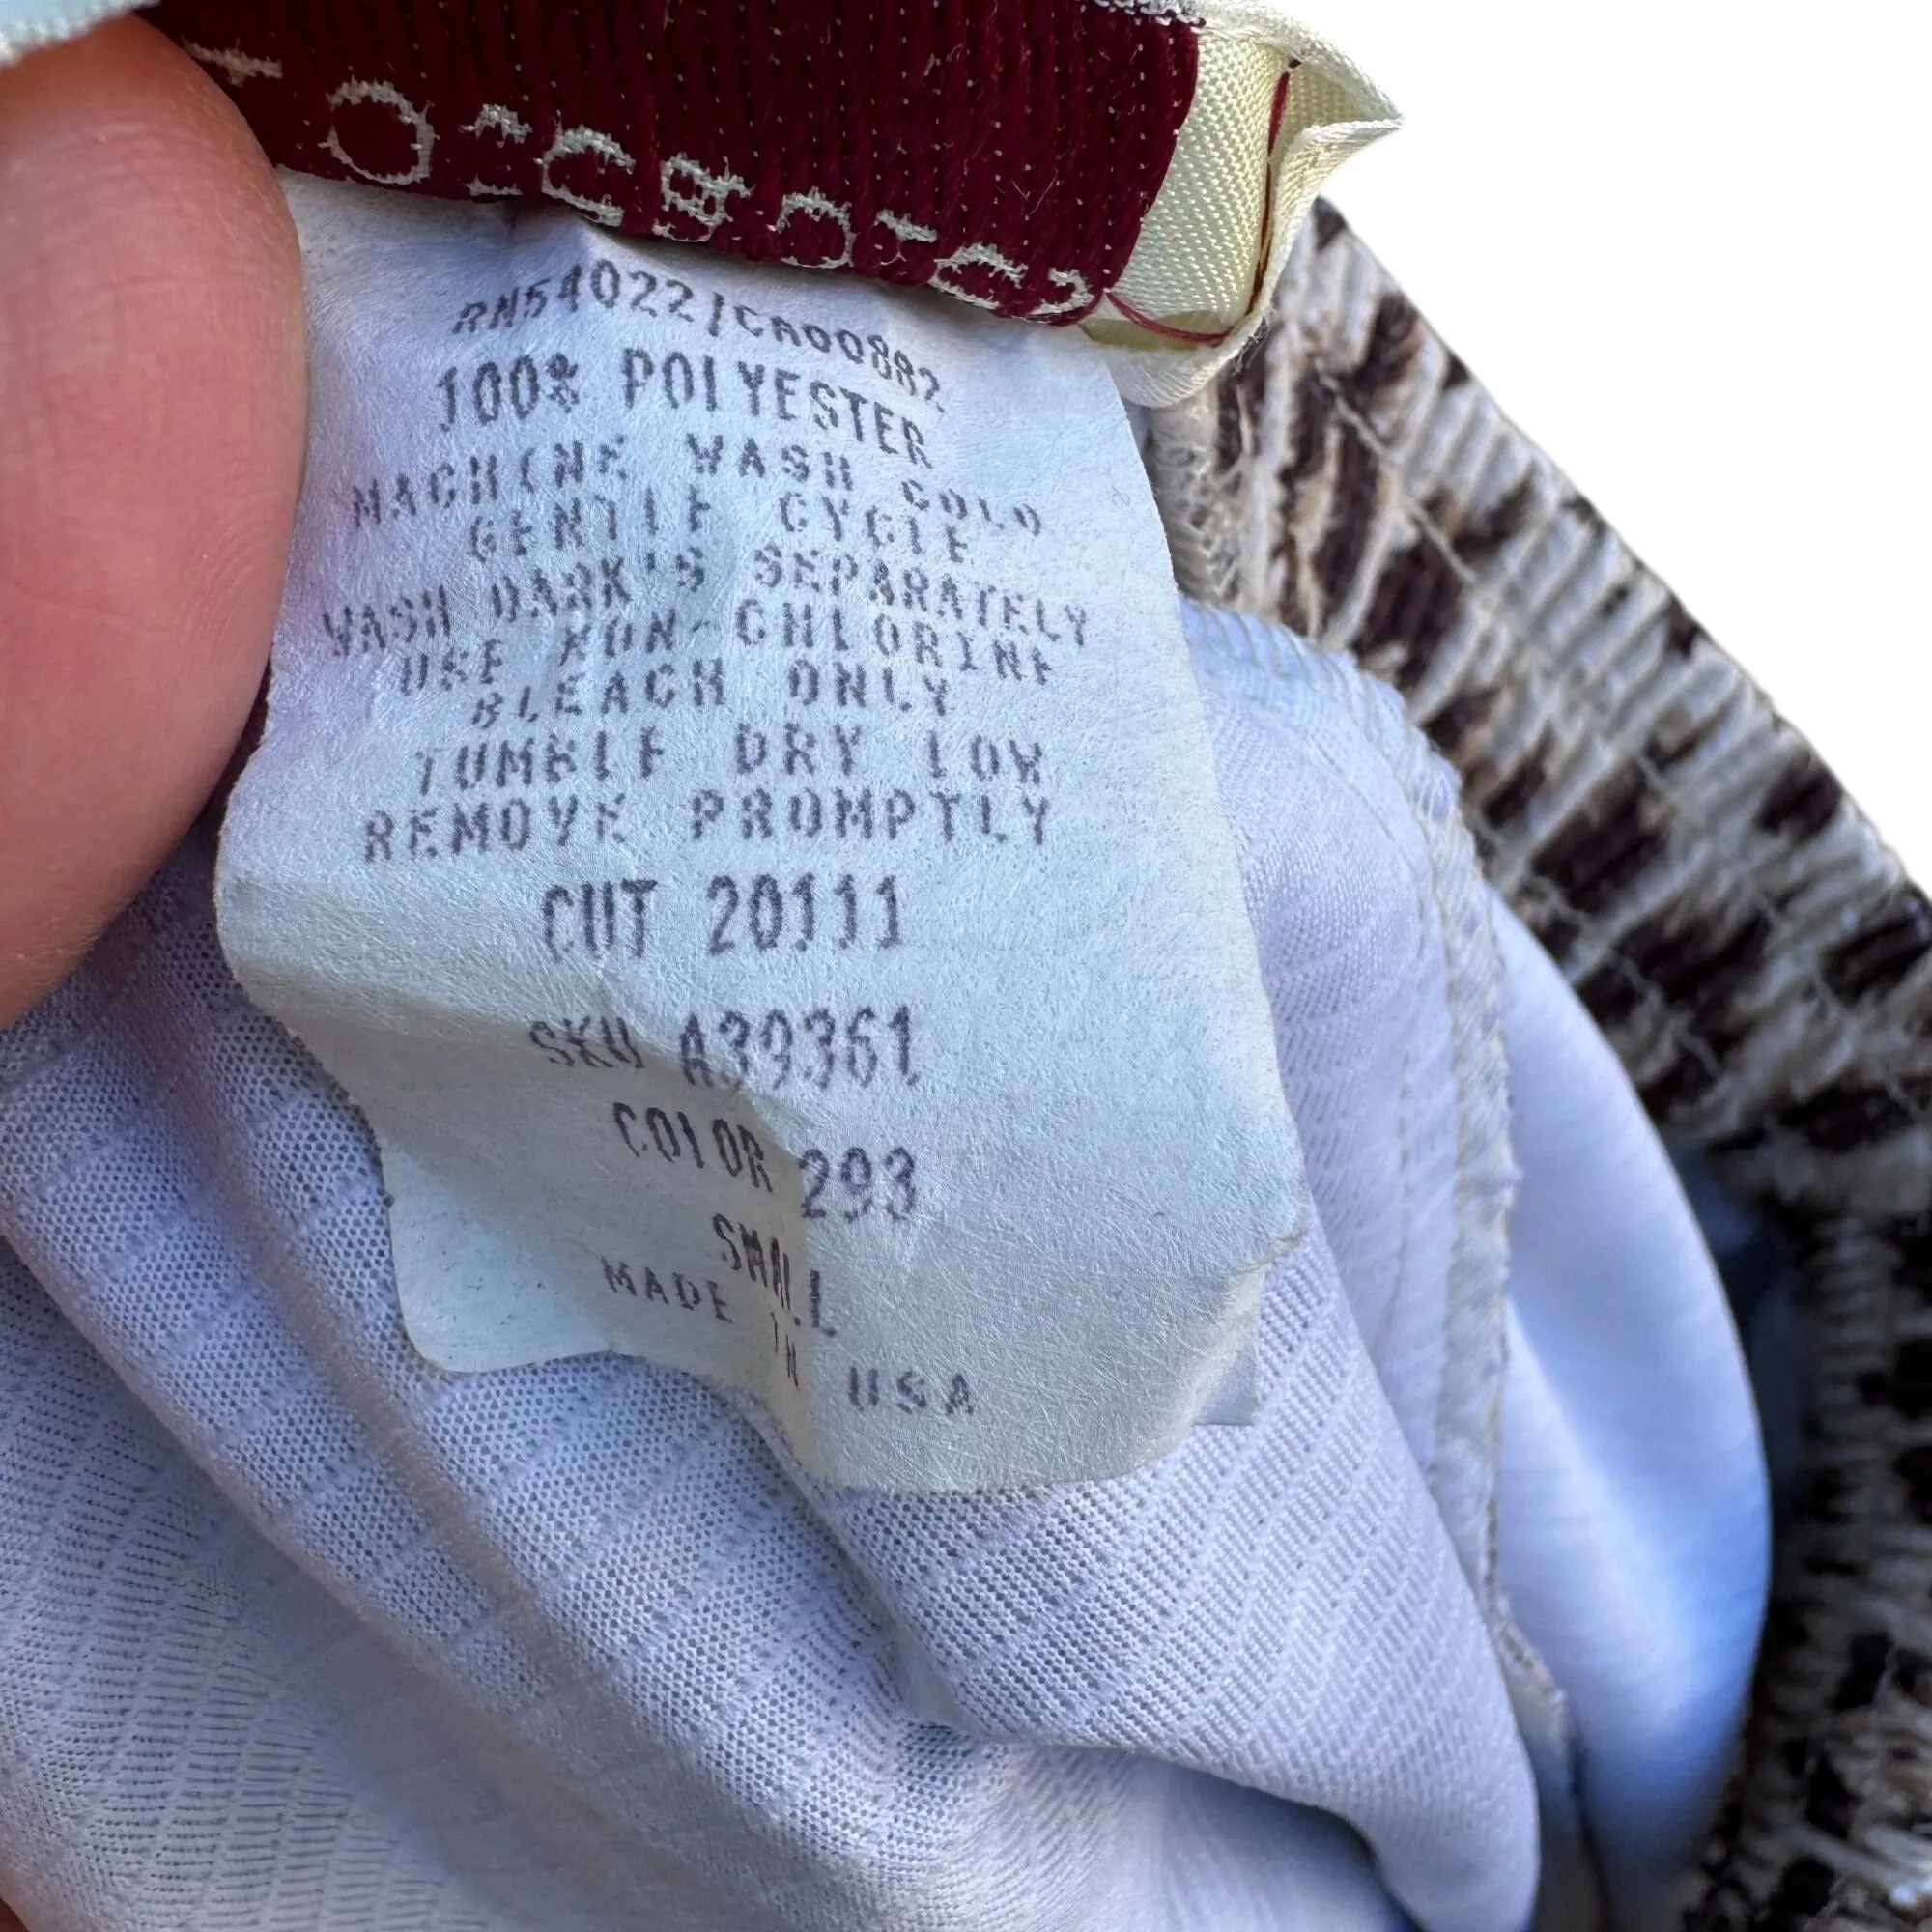 RN54022/CA00882
100% POLYESTER
MACHINE WASH COLD
GENTLE CYCLE
WASH DARK'S SEPARATELY
USE NON-CHLORINE
BLEACH ONLY
TUMBLE DRY LOW
REMOVE PROMPTLY
CUT 20111
SKU A39361
COLOR 293
SMALL
MADE IN USA